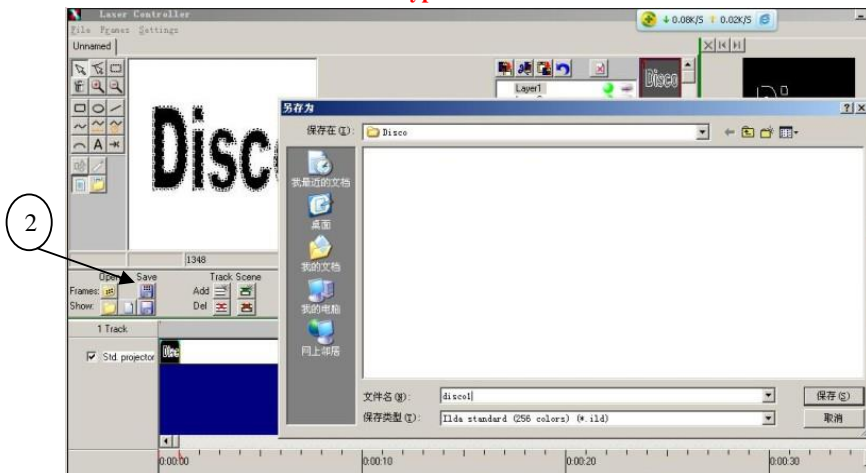 Laser Controller
File Frames Settings
0.08K/S 0.02K/S
Unnamed
Layer1
Disco
Disco
另存为
保存在(I): Disco
我最近的文档
桌面
我的文档
我的电脑
网上邻居
2
1348
Open Save Track Scene
Frames: Add
Show: Del
1 Track
Std. projector
Disco
文件名(N): disco1 保存(S)
保存类型(T): Ilda standard (256 colors) (*.ild) 取消
0:00:00 0:00:10 0:00:20 0:00:30